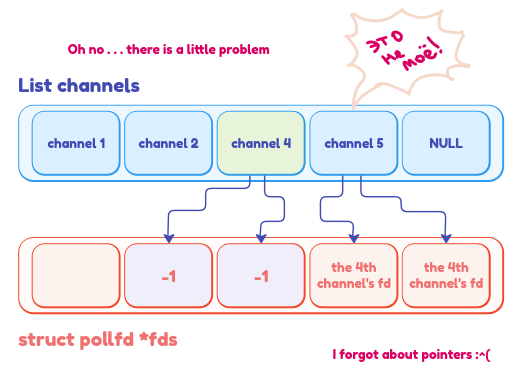 Oh no . . . there is a little problem
ЭТО
не
моё!
List channels
channel 1
channel 2
channel 4
channel 5
NULL
-1
-1
the 4th
channel's fd
the 4th
channel's fd
struct pollfd *fds
I forgot about pointers :^(